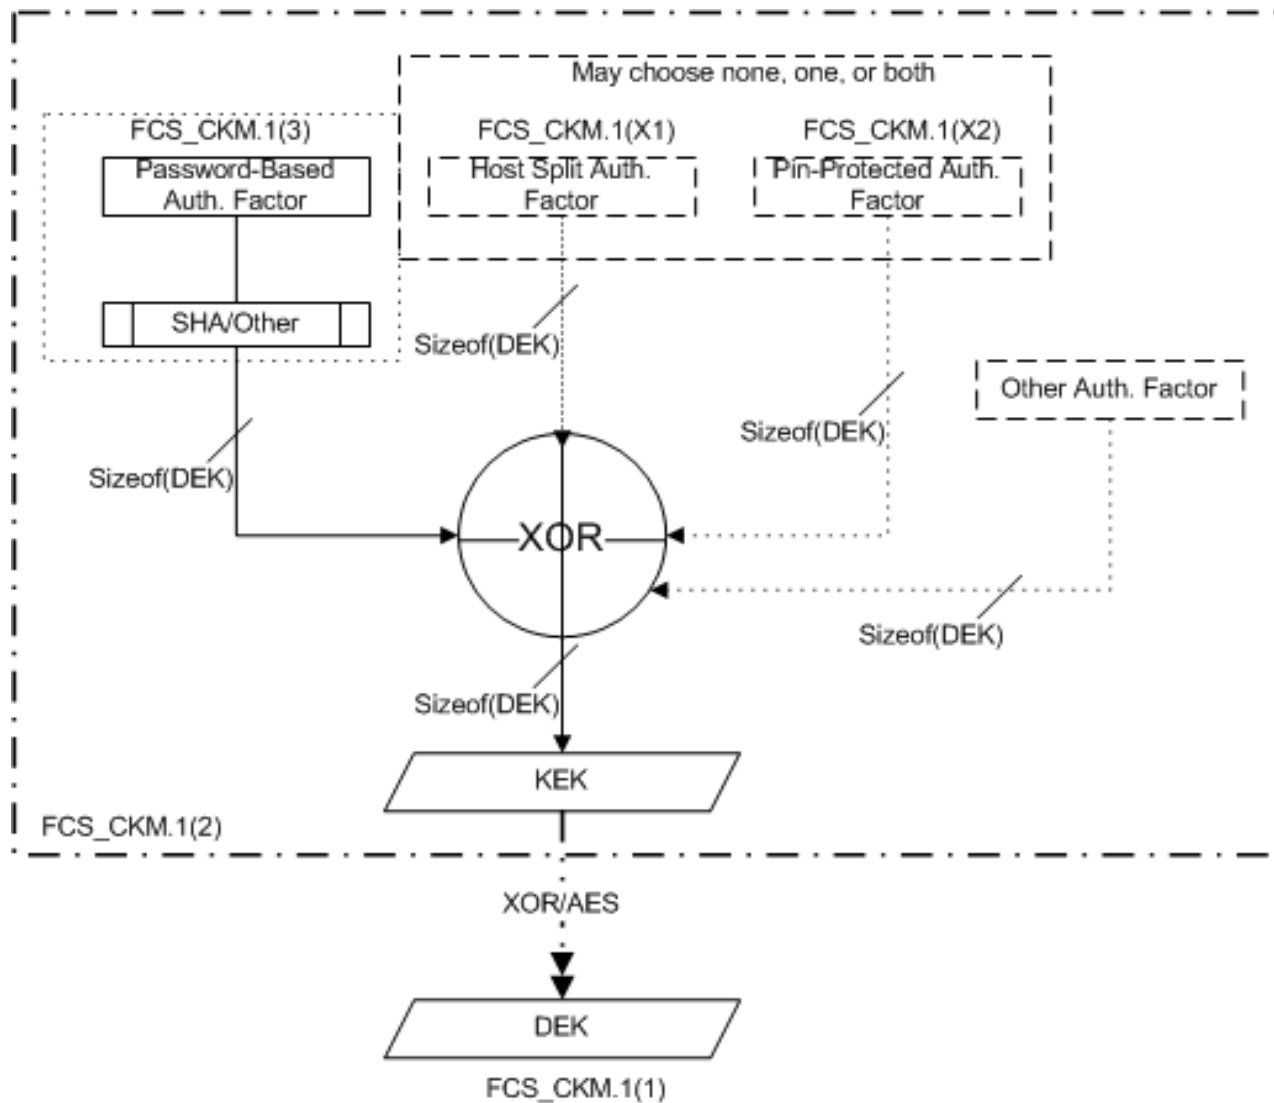 May choose none, one, or both
FCS_CKM.1(3)
FCS_CKM.1(X1)
FCS_CKM.1(X2)
Password-Based
Auth. Factor
Host Split Auth.
Factor
Pin-Protected Auth.
Factor
SHA/Other
Sizeof(DEK)
Other Auth. Factor
Sizeof(DEK)
Sizeof(DEK)
XOR
Sizeof(DEK)
Sizeof(DEK)
KEK
FCS_CKM.1(2)
XOR/AES
DEK
FCS_CKM.1(1)